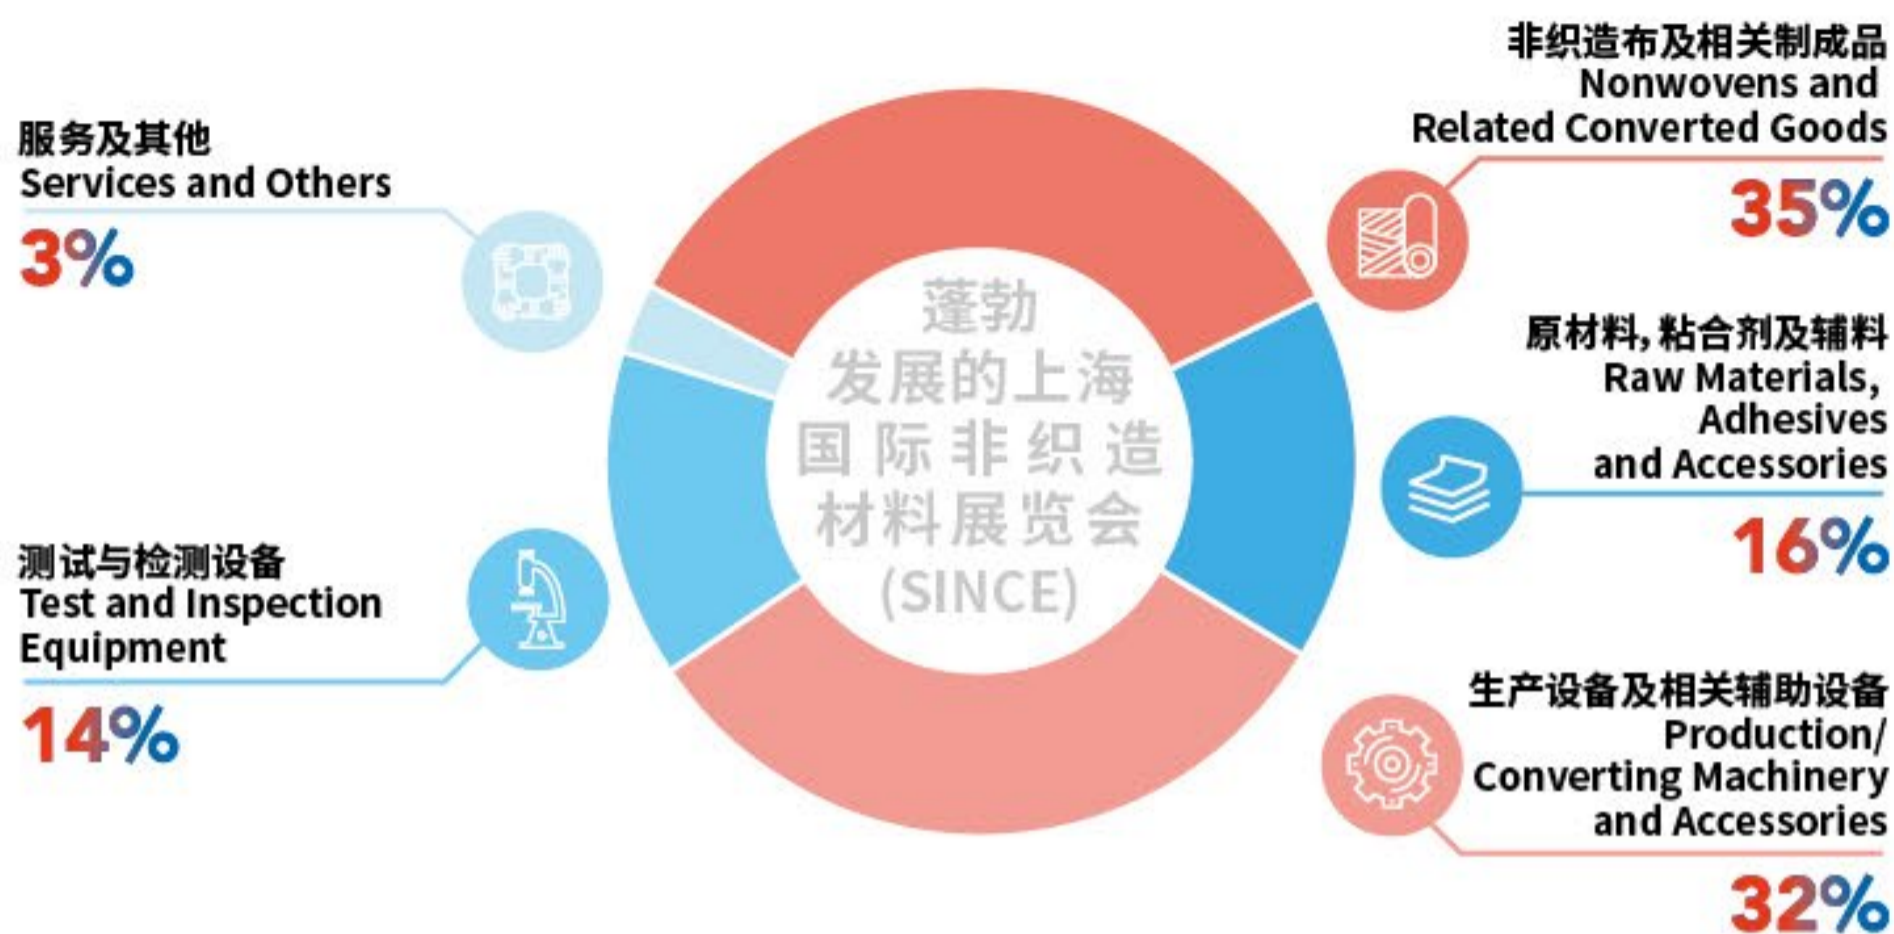 服务及其他
Services and Others
3%
测试与检测设备
Test and Inspection
Equipment
14%
蓬勃
发展的上海
国际非织造
材料展览会
(SINCE)
非织造布及相关制成品
Nonwovens and
Related Converted Goods
35%
原材料, 粘合剂及辅料
Raw Materials,
Adhesives
and Accessories
16%
生产设备及相关辅助设备
Production/
Converting Machinery
and Accessories
32%